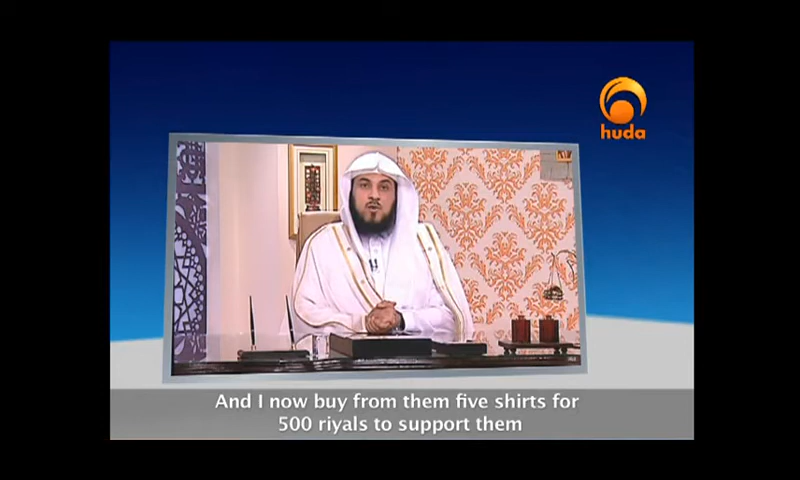 huda
And I now buy from them five shirts for
500 riyals to support them